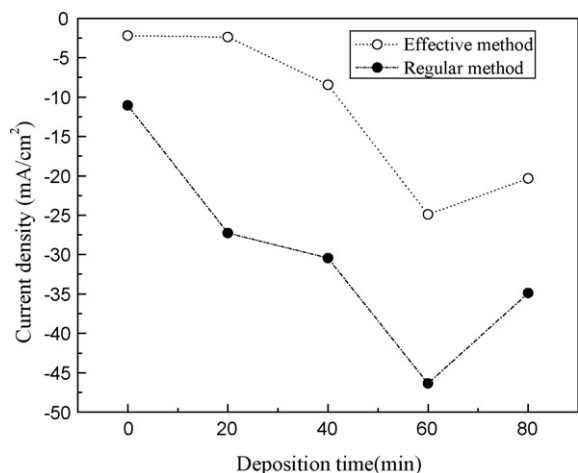 0
-5
-10
-15
-20
-25
-30
-35
-40
-45
-50
Current density (mA/cm²)
Effective method
Regular method
0 20 40 60 80
Deposition time(min)